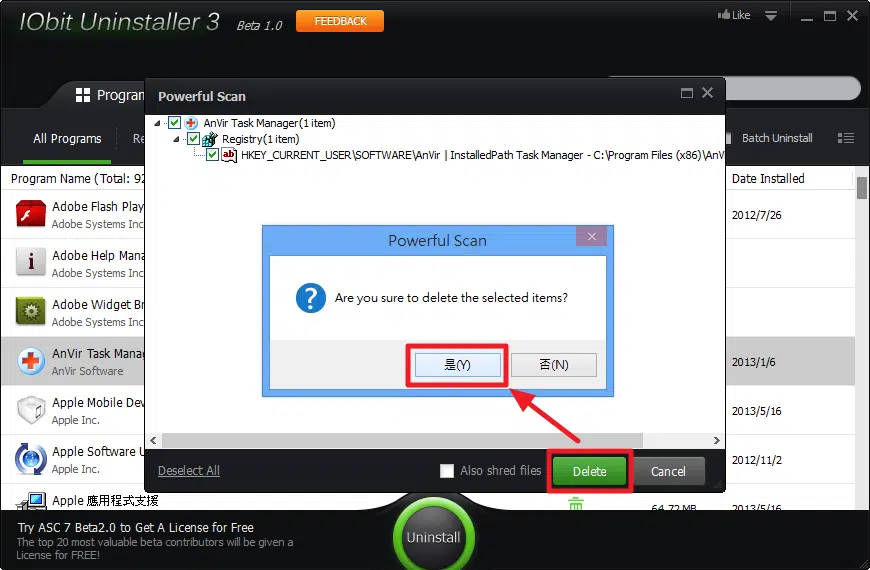 IObit Uninstaller 3 Beta 1.0 FEEDBACK Like
Program
Powerful Scan
All Programs Re Batch Uninstall
AnVir Task Manager(1 item)
Registry(1 item)
HKEY_CURRENT_USER\SOFTWARE\AnVir | InstalledPath Task Manager - C:\Program Files (x86)\AnV
Program Name (Total: 92 Date Installed
Adobe Flash Play
Adobe Systems Inc 2012/7/26
Adobe Help Mana
Adobe Systems Inc
Adobe Widget Br
Adobe Systems Inc
AnVir Task Mana
AnVir Software 2013/1/6
Apple Mobile Dev
Apple Inc. 2013/5/16
Apple Software U
Apple Inc. 2012/11/2
Apple 應用程式支援 64.72 MB 2013/5/16
Powerful Scan
Are you sure to delete the selected items?
是(Y) 否(N)
Deselect All Also shred files Delete Cancel
Try ASC 7 Beta2.0 to Get A License for Free
The top 20 most valuable beta contributors will be given a
License for FREE!
Uninstall